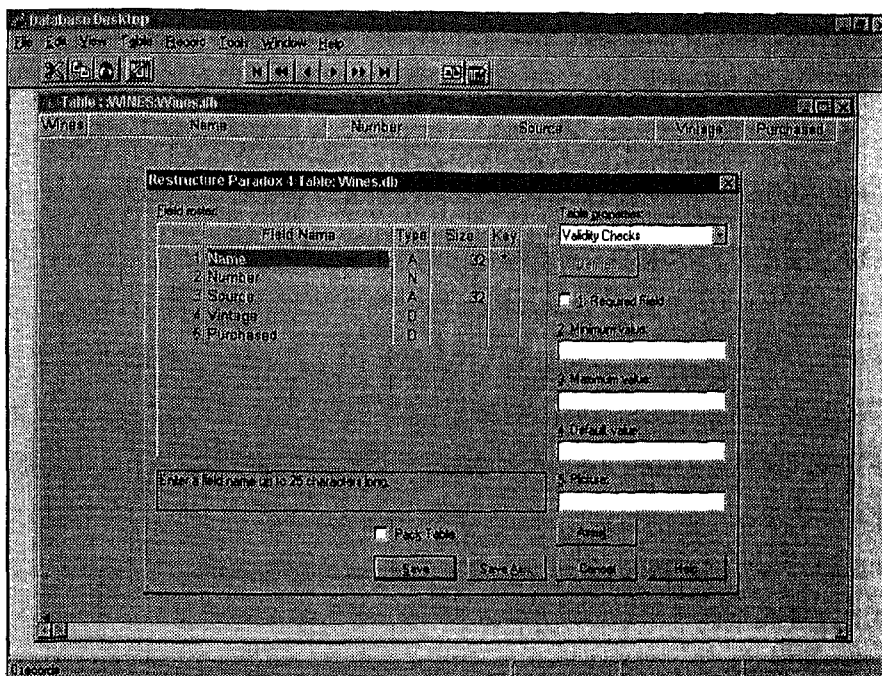 Database Desktop
File Edit View Table Record Tools Window Help
Table : :WINES:Wines.db
Wines Name Number Source Vintage Purchased
Restructure Paradox 4 Table: Wines.db
Field roster:
Table properties:
Field Name Type Size Key
Validity Checks
1 Name A 32 *
2 Number N
3 Source A 32
4 Vintage D
5 Purchased D
1. Required Field
2. Minimum value:
3. Maximum value:
4. Default value:
5. Picture:
Enter a field name up to 25 characters long.
Pack Table
Assist
Save Save As... Cancel Help